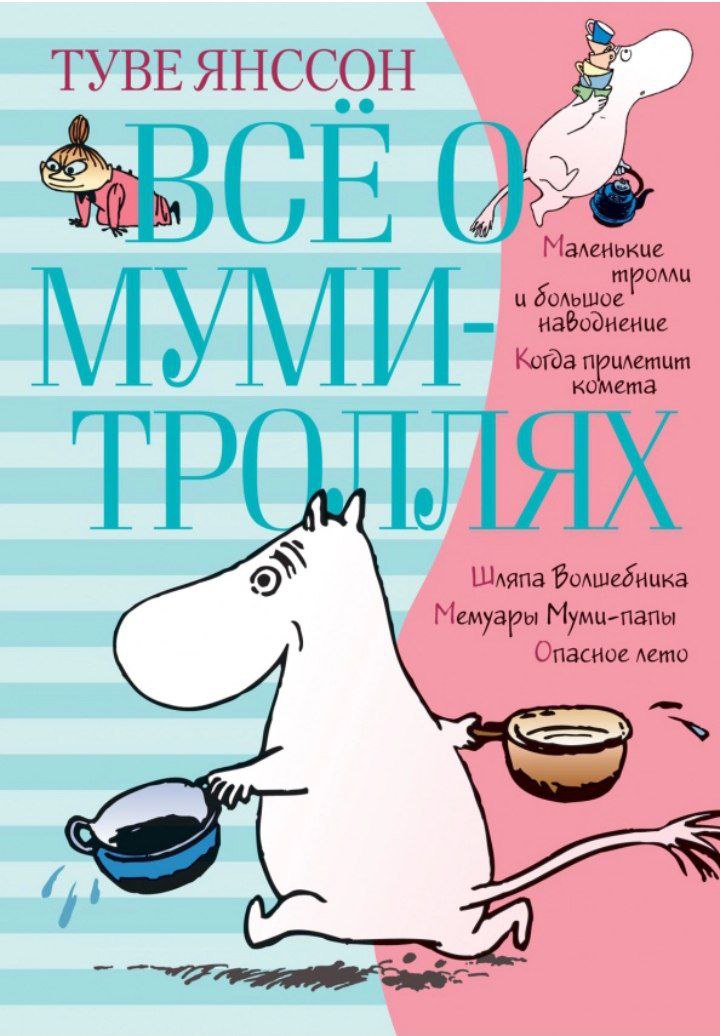 ТУВЕ ЯНССОН
ВСЁ О
МУМИ-
ТРОЛЛЯХ
Маленькие
тролли
и большое
наводнение
Когда прилетит
комета
Шляпа Волшебника
Мемуары Муми-папы
Опасное лето